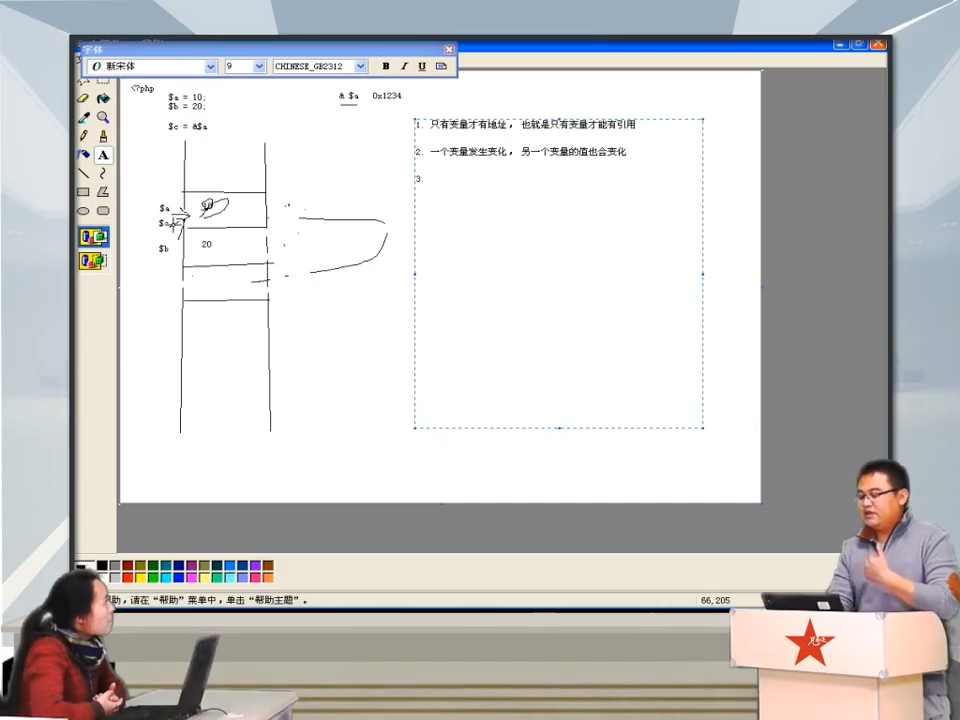 字体
新宋体
9
CHINESE_GB2312
B I U
<?php
$a = 10;
$b = 20;
$c = &$a
& $a 0x1234
1. 只有变量才有地址，也就是只有变量才能有引用
2. 一个变量发生变化，另一个变量的值也会变化
3.
$a
$b
20
A
助，请在“帮助”菜单中，单击“帮助主题”。
66,205